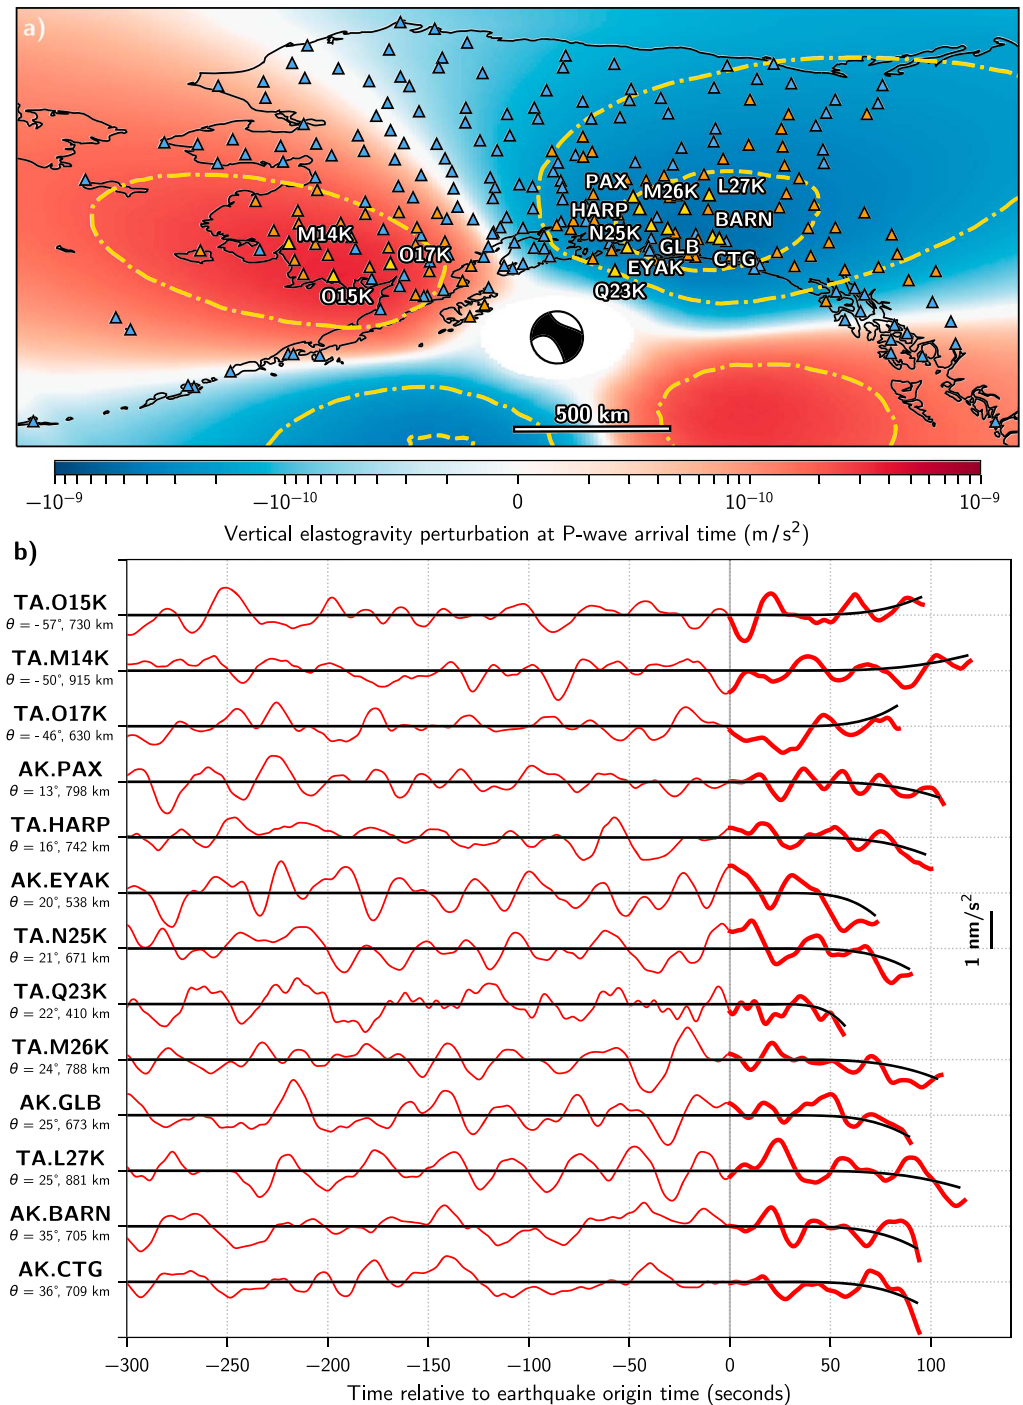 a)
PAX
M26K
L27K
HARP
BARN
N25K
GLB
M14K
O17K
CTG
EYAK
O15K
Q23K
500 km
−10⁻⁹
−10⁻¹⁰
0
10⁻¹⁰
10⁻⁹
Vertical elastogravity perturbation at P-wave arrival time (m/s²)
b)
TA.O15K
θ = -57°, 730 km
TA.M14K
θ = -50°, 915 km
TA.O17K
θ = -46°, 630 km
AK.PAX
θ = 13°, 798 km
TA.HARP
θ = 16°, 742 km
AK.EYAK
θ = 20°, 538 km
TA.N25K
θ = 21°, 671 km
TA.Q23K
θ = 22°, 410 km
TA.M26K
θ = 24°, 788 km
AK.GLB
θ = 25°, 673 km
TA.L27K
θ = 25°, 881 km
AK.BARN
θ = 35°, 705 km
AK.CTG
θ = 36°, 709 km
1 nm/s²
−300
−250
−200
−150
−100
−50
0
50
100
Time relative to earthquake origin time (seconds)